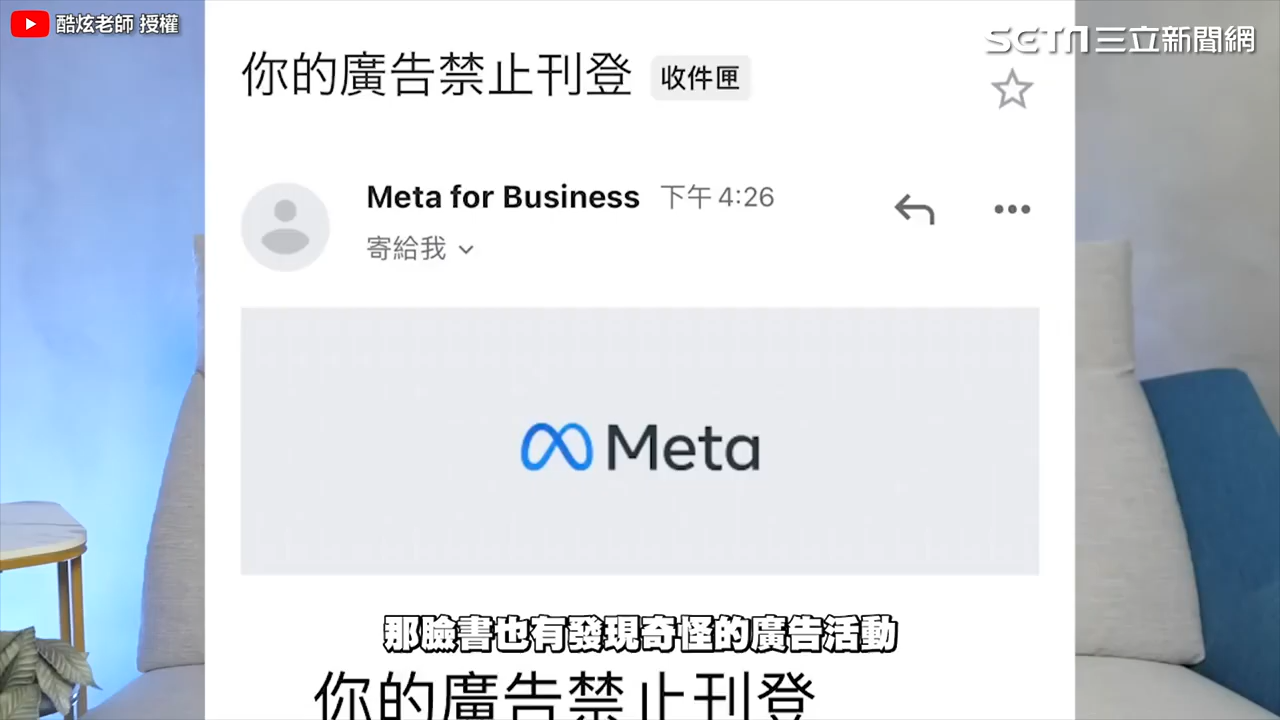 酷炫老師 授權
SETN三立新聞網
你的廣告禁止刊登 收件匣
Meta for Business 下午 4:26
寄給我
Meta
那臉書也有發現奇怪的廣告活動
你的廣告禁止刊登